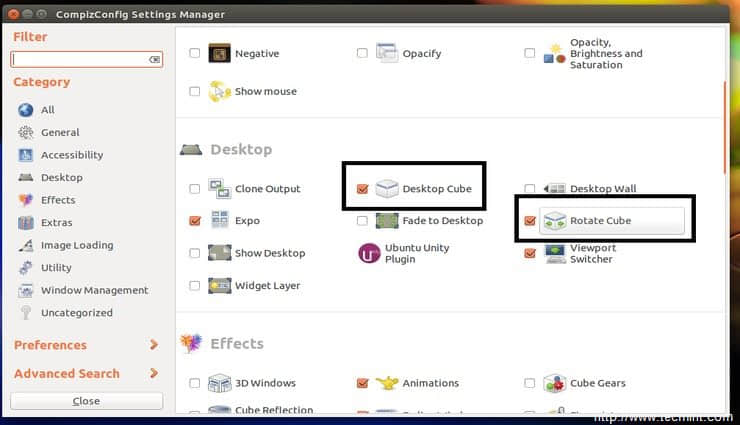 CompizConfig Settings Manager
Filter
Category
All
General
Accessibility
Desktop
Effects
Extras
Image Loading
Utility
Window Management
Uncategorized
Preferences
Advanced Search
Close
Negative
Opacify
Opacity,
Brightness and
Saturation
Show mouse
Desktop
Clone Output
Desktop Cube
Desktop Wall
Expo
Fade to Desktop
Rotate Cube
Show Desktop
Ubuntu Unity
Plugin
Viewport
Switcher
Widget Layer
Effects
3D Windows
Animations
Cube Gears
Cube Reflection
http://www.tecmint.com